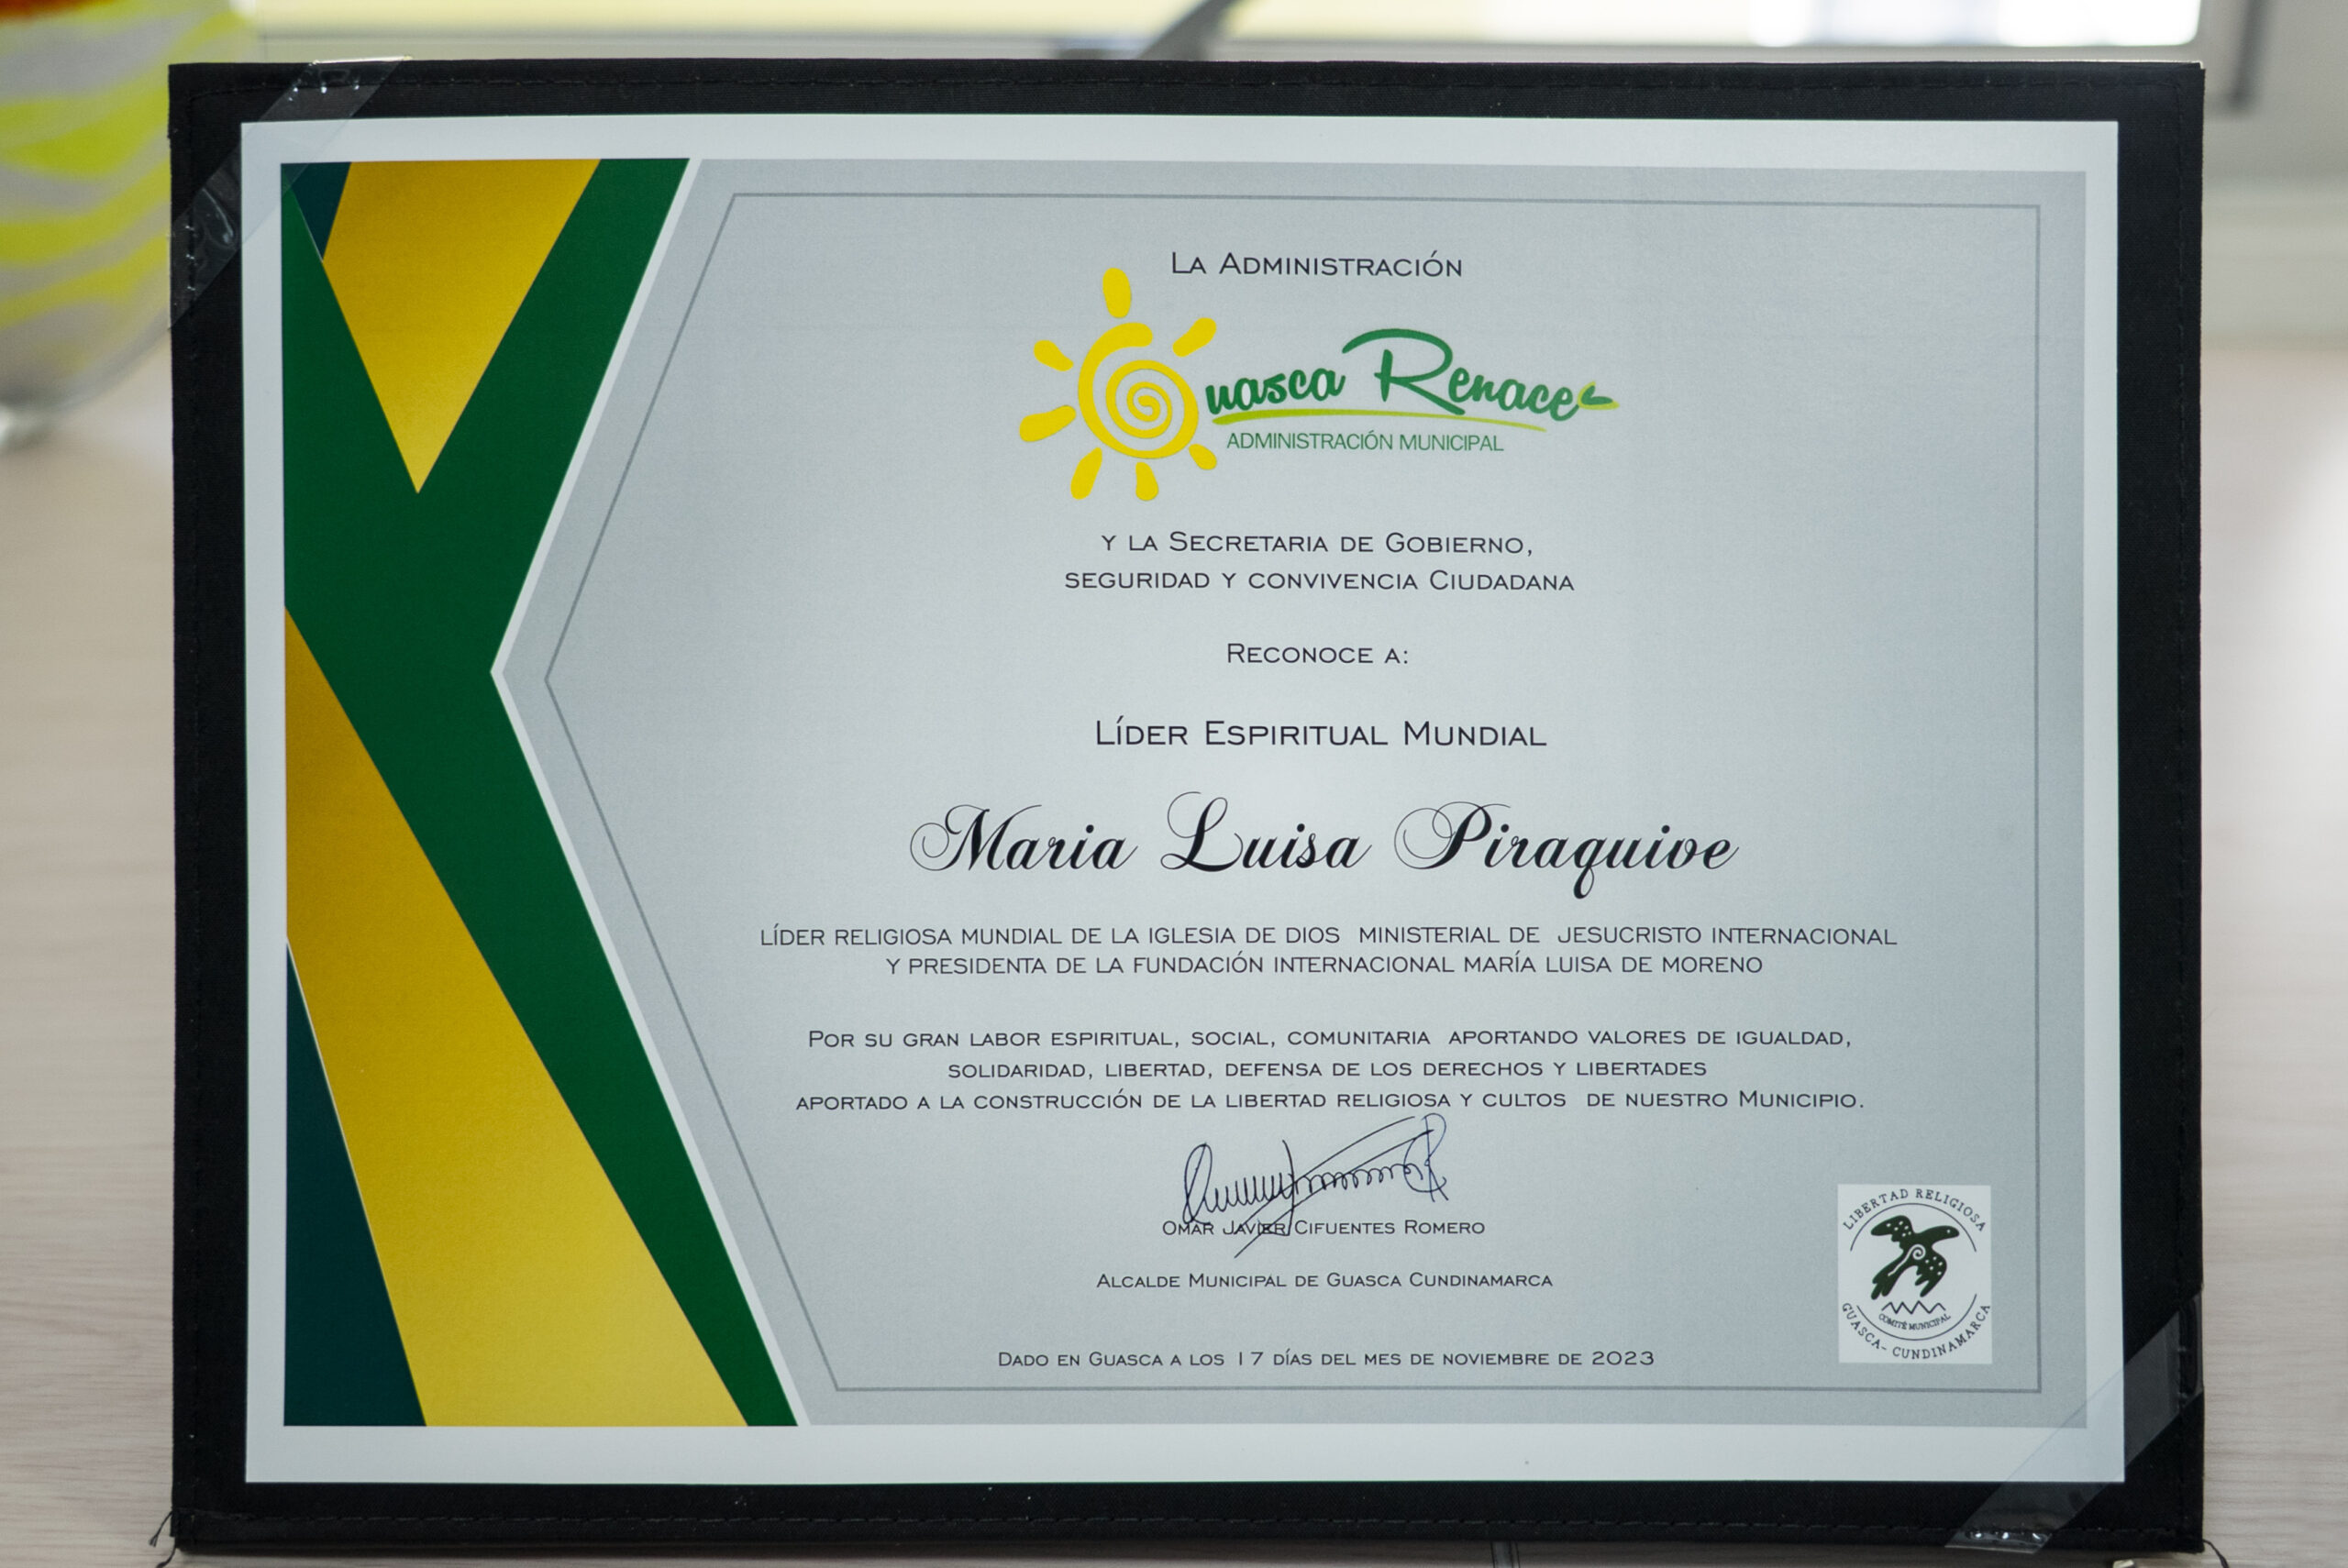 La Administración
Guasca Renace
ADMINISTRACIÓN MUNICIPAL
y la Secretaria de Gobierno,
seguridad y convivencia Ciudadana
Reconoce a:
Líder Espiritual Mundial
Maria Luisa Piraquive
LÍDER RELIGIOSA MUNDIAL DE LA IGLESIA DE DIOS MINISTERIAL DE JESUCRISTO INTERNACIONAL
Y PRESIDENTA DE LA FUNDACIÓN INTERNACIONAL MARÍA LUISA DE MORENO
Por su gran labor espiritual, social, comunitaria aportando valores de igualdad,
solidaridad, libertad, defensa de los derechos y libertades
aportado a la construcción de la libertad religiosa y cultos de nuestro Municipio.
Omar Javier Cifuentes Romero
Alcalde Municipal de Guasca Cundinamarca
Dado en Guasca a los 17 días del mes de noviembre de 2023
LIBERTAD RELIGIOSA
COMITÉ MUNICIPAL
GUASCA- CUNDINAMARCA